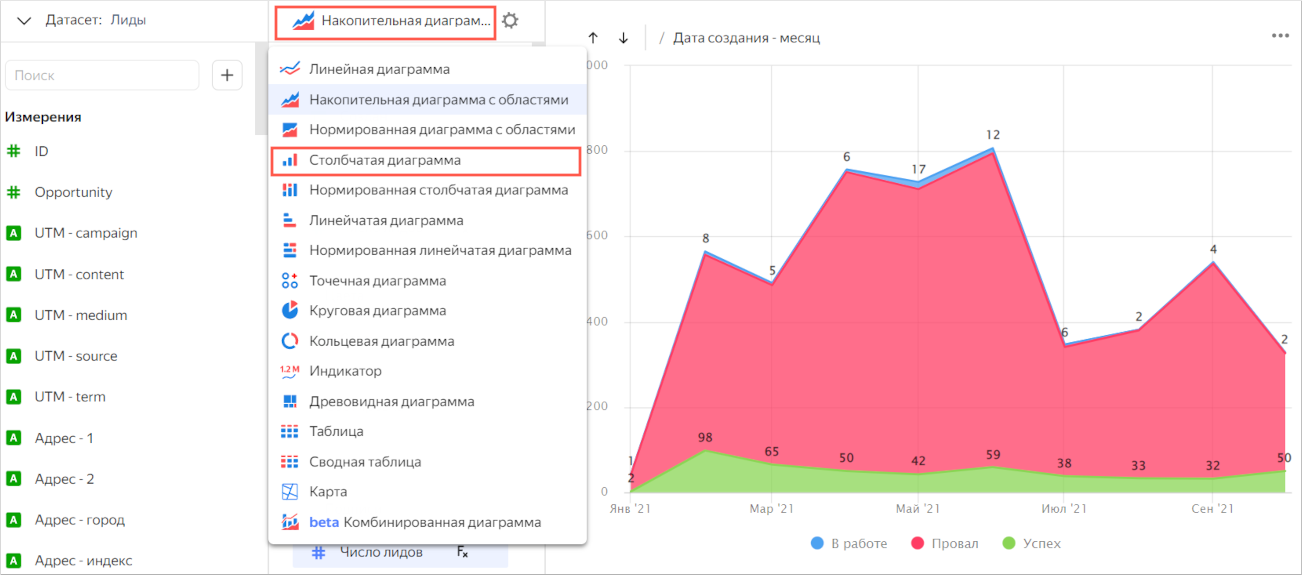 Датасет: Лиды
Поиск
+
Измерения
ID
Opportunity
A UTM - campaign
A UTM - content
A UTM - medium
A UTM - source
A UTM - term
A Адрес - 1
A Адрес - 2
A Адрес - город
A Адрес - индекс
Накопительная диаграм...
Линейная диаграмма
Накопительная диаграмма с областями
Нормированная диаграмма с областями
Столбчатая диаграмма
Нормированная столбчатая диаграмма
Линейчатая диаграмма
Нормированная линейчатая диаграмма
Точечная диаграмма
Круговая диаграмма
Кольцевая диаграмма
1.2 M Индикатор
Древовидная диаграмма
Таблица
Сводная таблица
Карта
beta Комбинированная диаграмма
# Число лидов Fx
↑ ↓ / Дата создания - месяц
000
800
600
400
200
0
1 8 5 6 17 12 6 2 4 2
2 98 65 50 42 59 38 33 32 50
Янв '21 Мар '21 Май '21 Июл '21 Сен '21
В работе Провал Успех